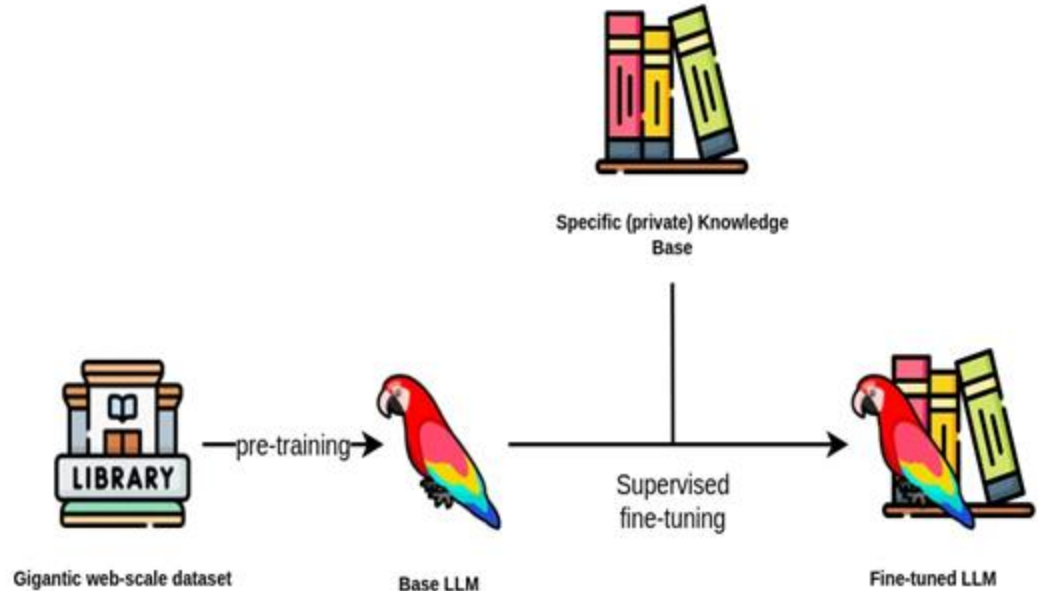 Specific (private) Knowledge
Base
LIBRARY
pre-training
Supervised
fine-tuning
Gigantic web-scale dataset
Base LLM
Fine-tuned LLM